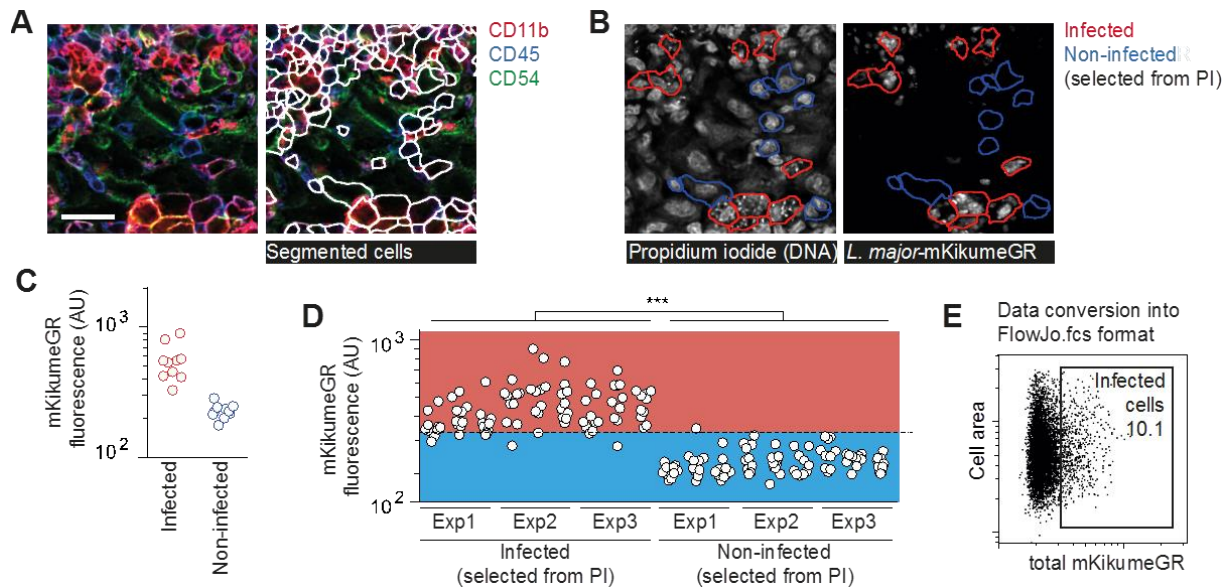 A
CD11b
CD45
CD54
Segmented cells
B
Infected
Non-infectedR
(selected from PI)
Propidium iodide (DNA)
L. major-mKikumeGR
C
mKikumeGR
fluorescence (AU)
10³
10²
Infected
Non-infected
D
***
mKikumeGR
fluorescence (AU)
10³
10²
Exp1 Exp2 Exp3 Exp1 Exp2 Exp3
Infected Non-infected
(selected from PI) (selected from PI)
E
Data conversion into
FlowJo.fcs format
Infected
cells
10.1
Cell area
total mKikumeGR